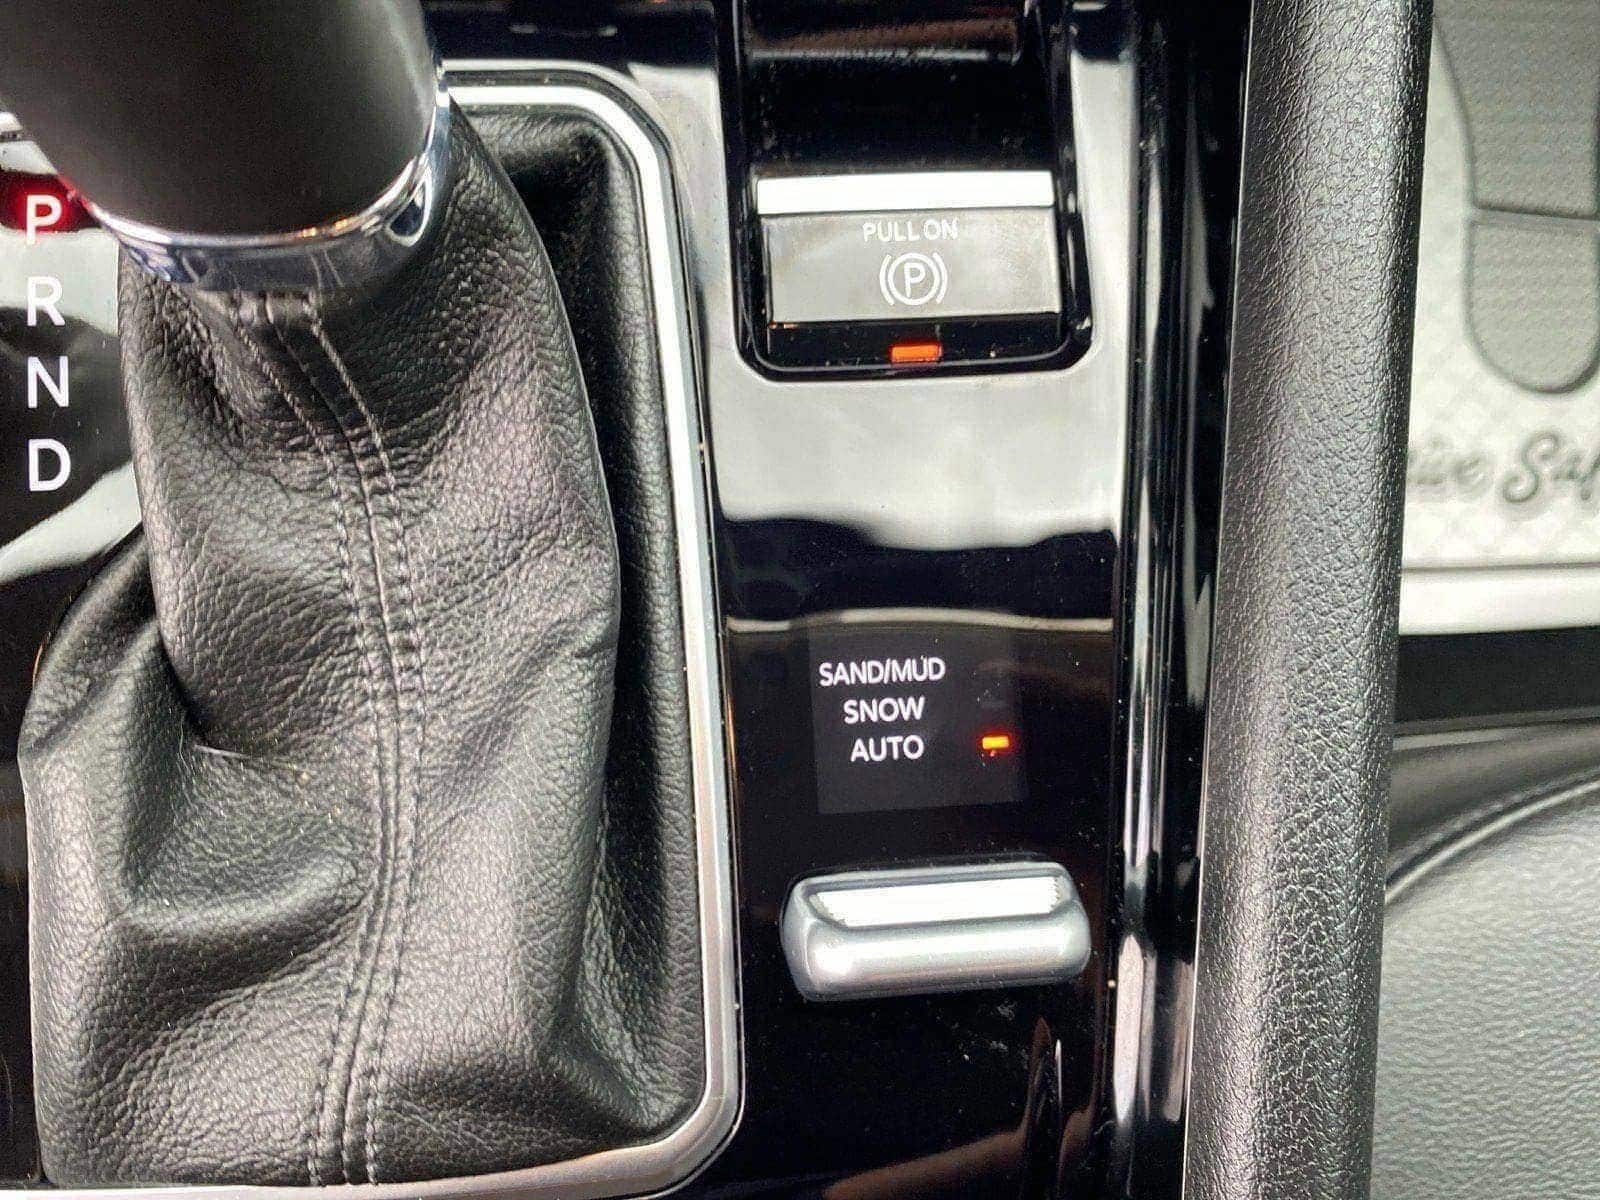 P
R
N
D
PULL ON
(P)
SAND/MUD
SNOW
AUTO